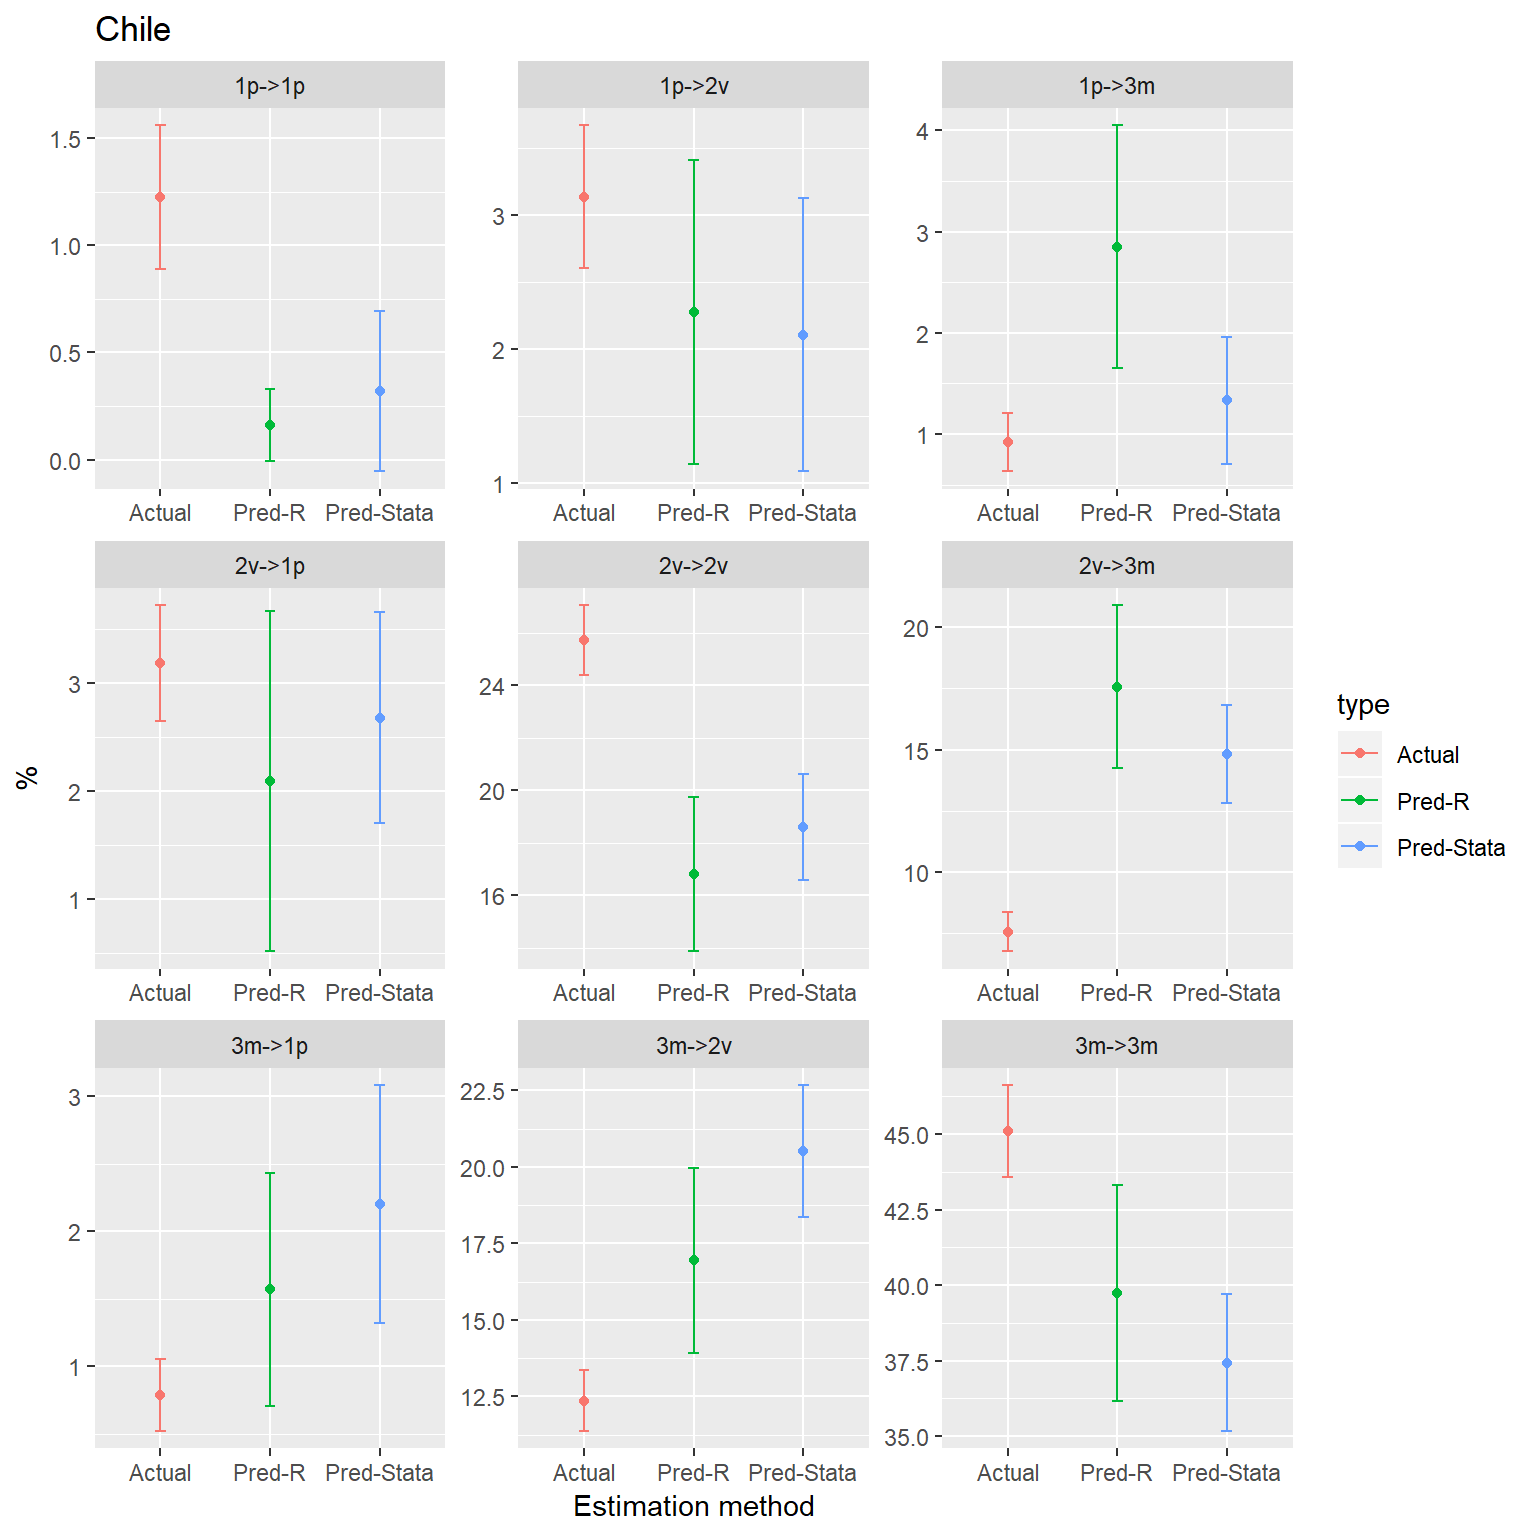 Chile
1p->1p
1p->2v
1p->3m
1.5
1.0
0.5
0.0
3
2
1
4
3
2
1
Actual Pred-R Pred-Stata
Actual Pred-R Pred-Stata
Actual Pred-R Pred-Stata
2v->1p
2v->2v
2v->3m
3
2
1
24
20
16
20
15
10
Actual Pred-R Pred-Stata
Actual Pred-R Pred-Stata
Actual Pred-R Pred-Stata
3m->1p
3m->2v
3m->3m
3
2
1
22.5
20.0
17.5
15.0
12.5
45.0
42.5
40.0
37.5
35.0
Actual Pred-R Pred-Stata
Actual Pred-R Pred-Stata
Actual Pred-R Pred-Stata
%
Estimation method
type
Actual
Pred-R
Pred-Stata